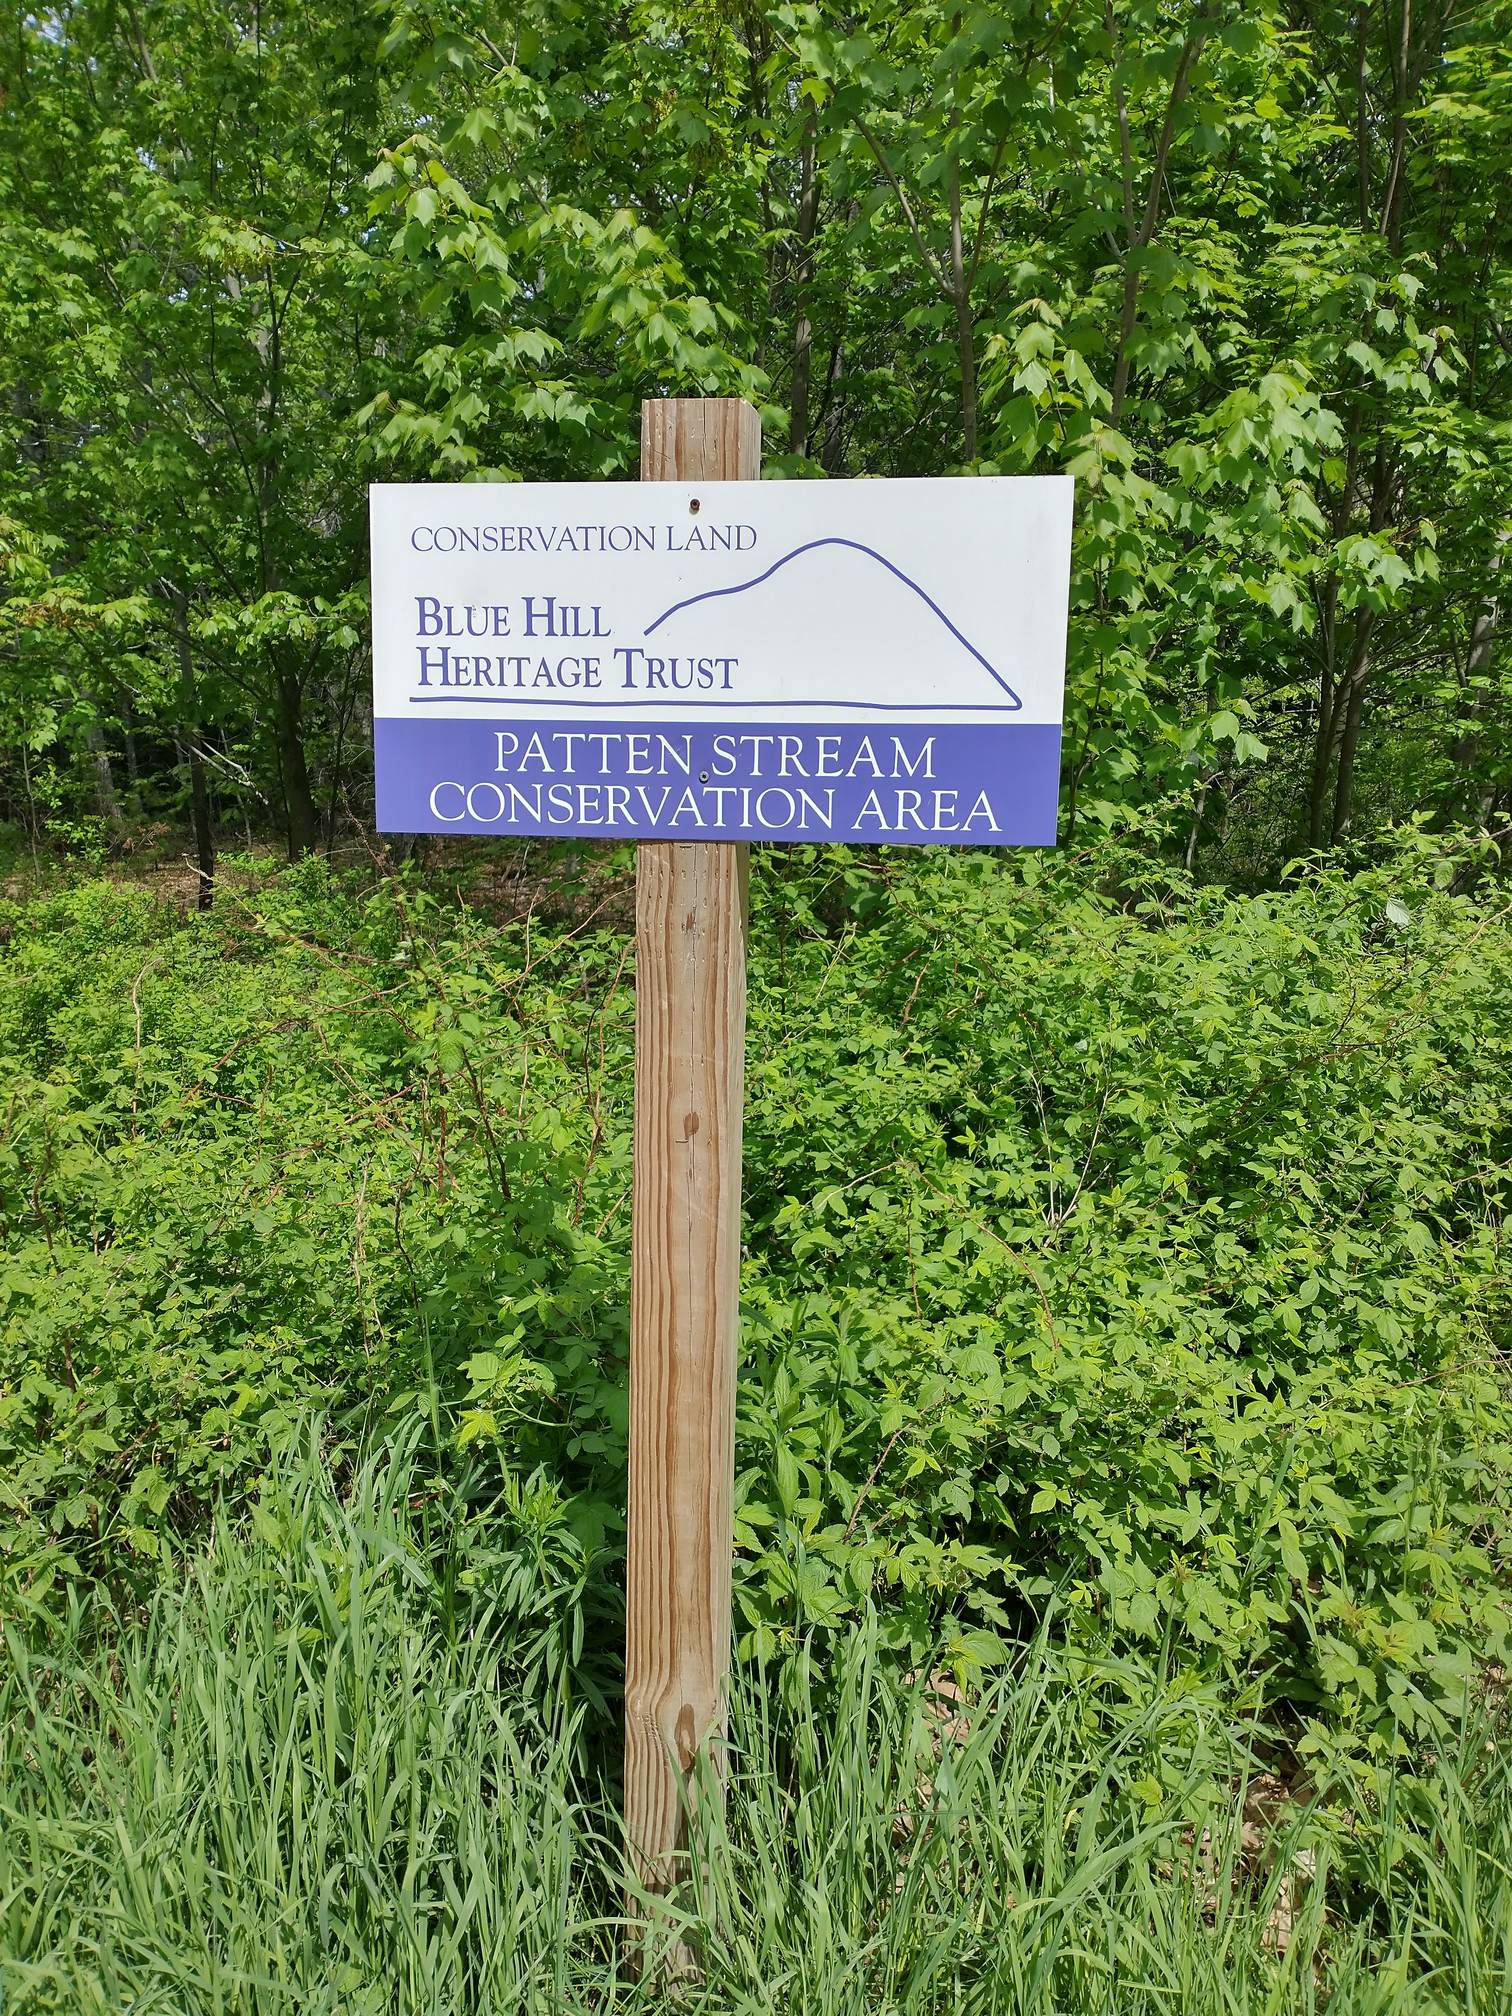 CONSERVATION LAND
BLUE HILL
HERITAGE TRUST
PATTEN STREAM
CONSERVATION AREA